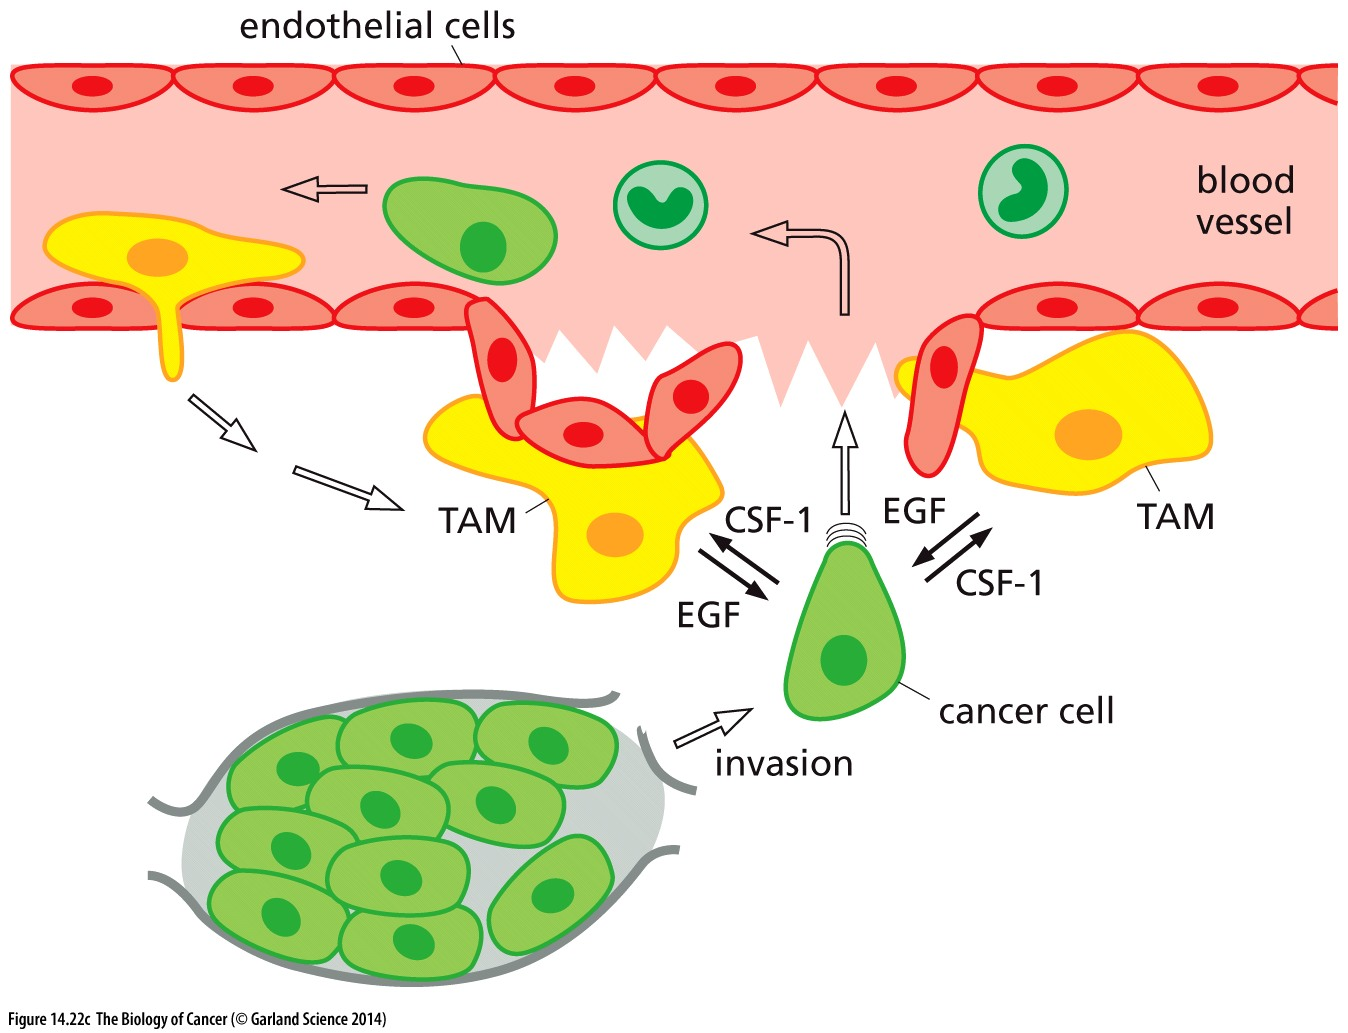 endothelial cells
blood
vessel
TAM
CSF-1
EGF
EGF
CSF-1
TAM
cancer cell
invasion
Figure 14.22c The Biology of Cancer (© Garland Science 2014)